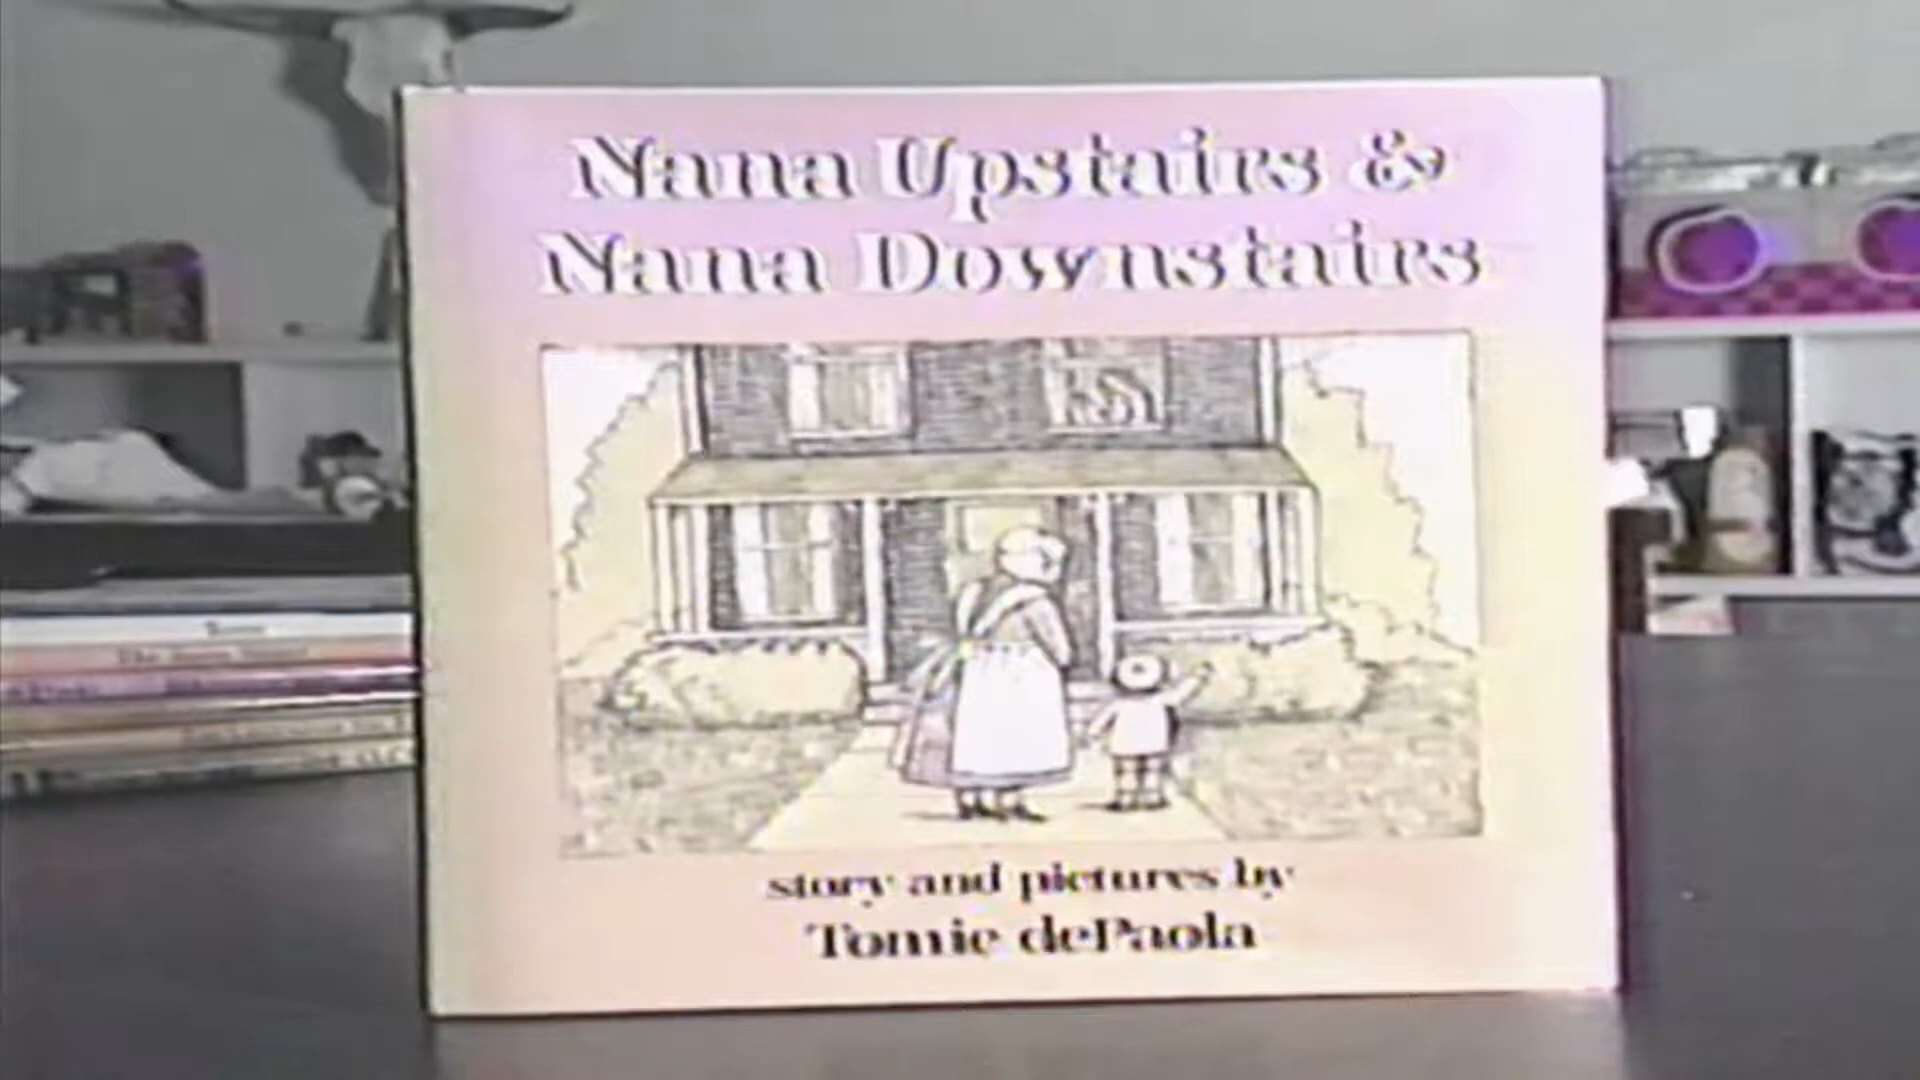 Nana Upstairs &
Nana Downstairs
story and pictures by
Tomie dePaola